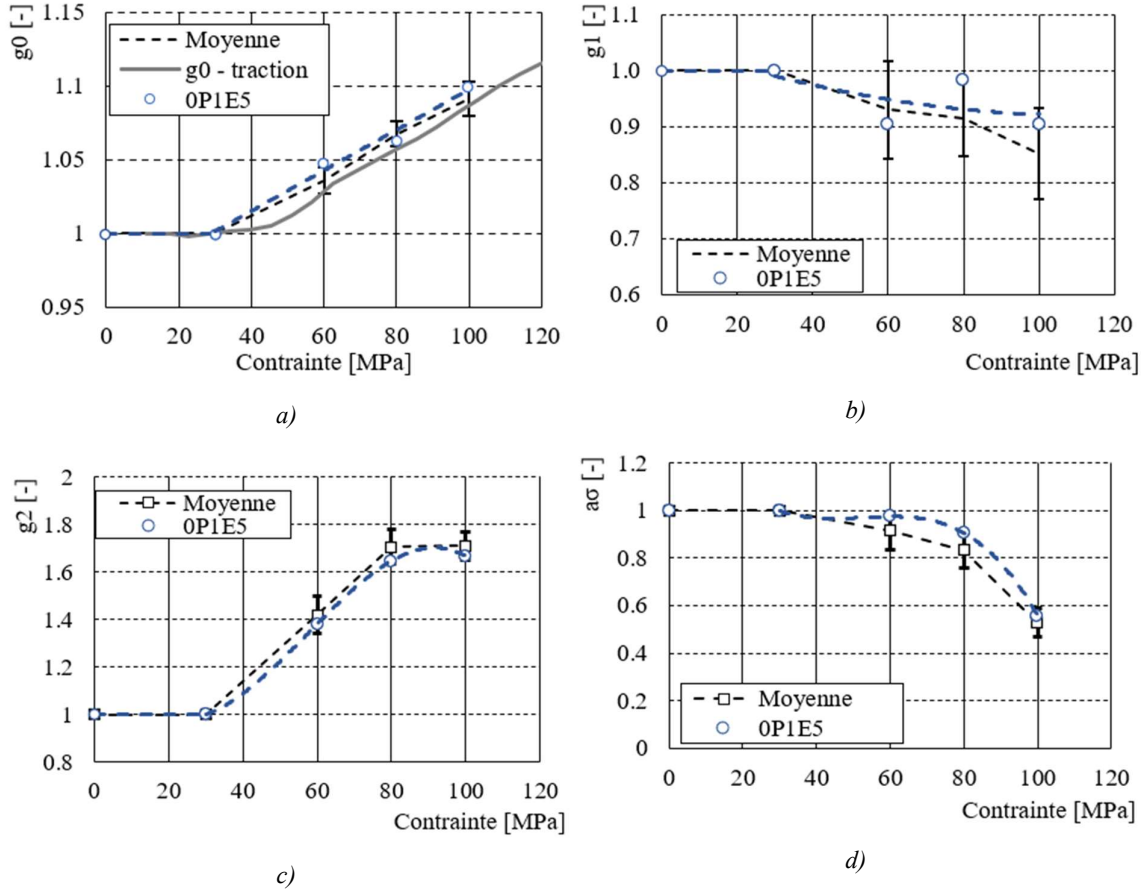 g0 [-]
1.15
1.10
1.05
1
0.95
Moyenne
g0 - traction
0P1E5
0 20 40 60 80 100 120
Contrainte [MPa]
a)
g1 [-]
1.1
1.0
0.9
0.8
0.7
0.6
Moyenne
0P1E5
0 20 40 60 80 100 120
Contrainte [MPa]
b)
g2 [-]
2
1.8
1.6
1.4
1.2
1
0.8
Moyenne
0P1E5
0 20 40 60 80 100 120
Contrainte [MPa]
c)
aσ [-]
1.2
1
0.8
0.6
0.4
0.2
0
Moyenne
0P1E5
0 20 40 60 80 100 120
Contrainte [MPa]
d)